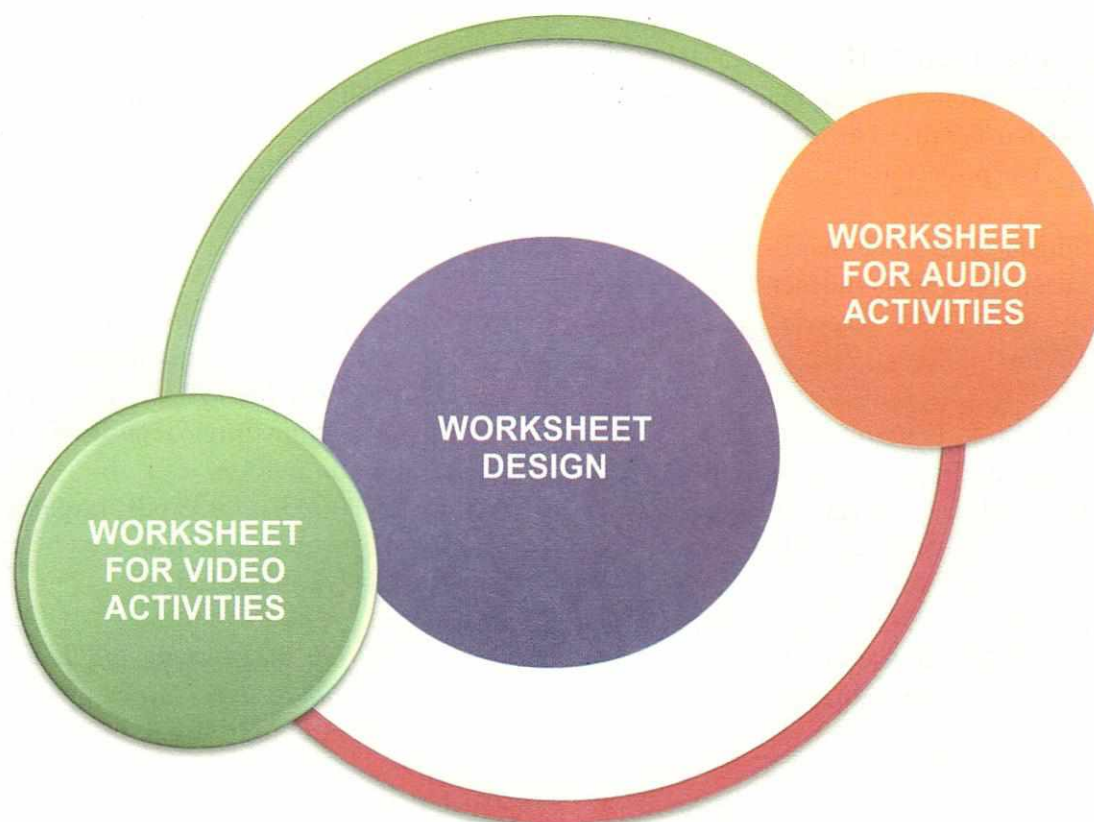 WORKSHEET
FOR AUDIO
ACTIVITIES
WORKSHEET
DESIGN
WORKSHEET
FOR VIDEO
ACTIVITIES